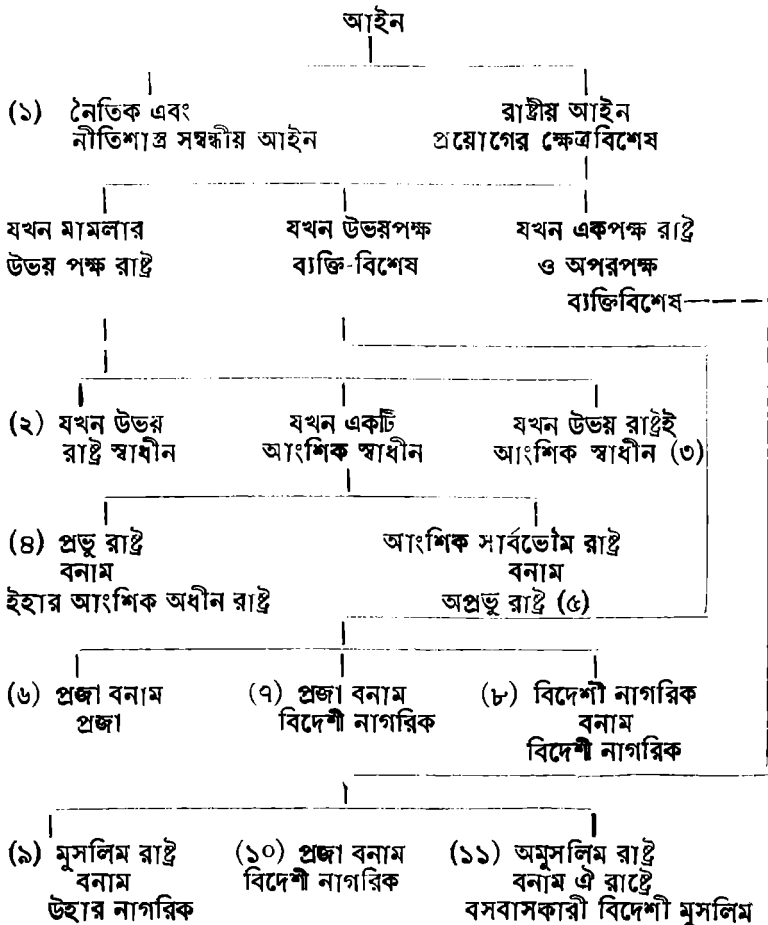 আইন
(১) নৈতিক এবং রাষ্ট্রীয় আইন
নীতিশাস্ত্র সম্বন্ধীয় আইন প্রয়োগের ক্ষেত্রবিশেষ
যখন মামলার যখন উভয়পক্ষ যখন একপক্ষ রাষ্ট্র
উভয় পক্ষ রাষ্ট্র ব্যক্তি-বিশেষ ও অপরপক্ষ
ব্যক্তিবিশেষ
(২) যখন উভয় যখন একটি যখন উভয় রাষ্ট্রই
রাষ্ট্র স্বাধীন আংশিক স্বাধীন আংশিক স্বাধীন (৩)
(৪) প্রভু রাষ্ট্র আংশিক সার্বভৌম রাষ্ট্র
বনাম বনাম
ইহার আংশিক অধীন রাষ্ট্র অপ্রভু রাষ্ট্র (৫)
(৬) প্রজা বনাম (৭) প্রজা বনাম (৮) বিদেশী নাগরিক
প্রজা বিদেশী নাগরিক বনাম
বিদেশী নাগরিক
(৯) মুসলিম রাষ্ট্র (১০) প্রজা বনাম (১১) অমুসলিম রাষ্ট্র
বনাম বিদেশী নাগরিক বনাম ঐ রাষ্ট্রে
উহার নাগরিক বসবাসকারী বিদেশী মুসলিম